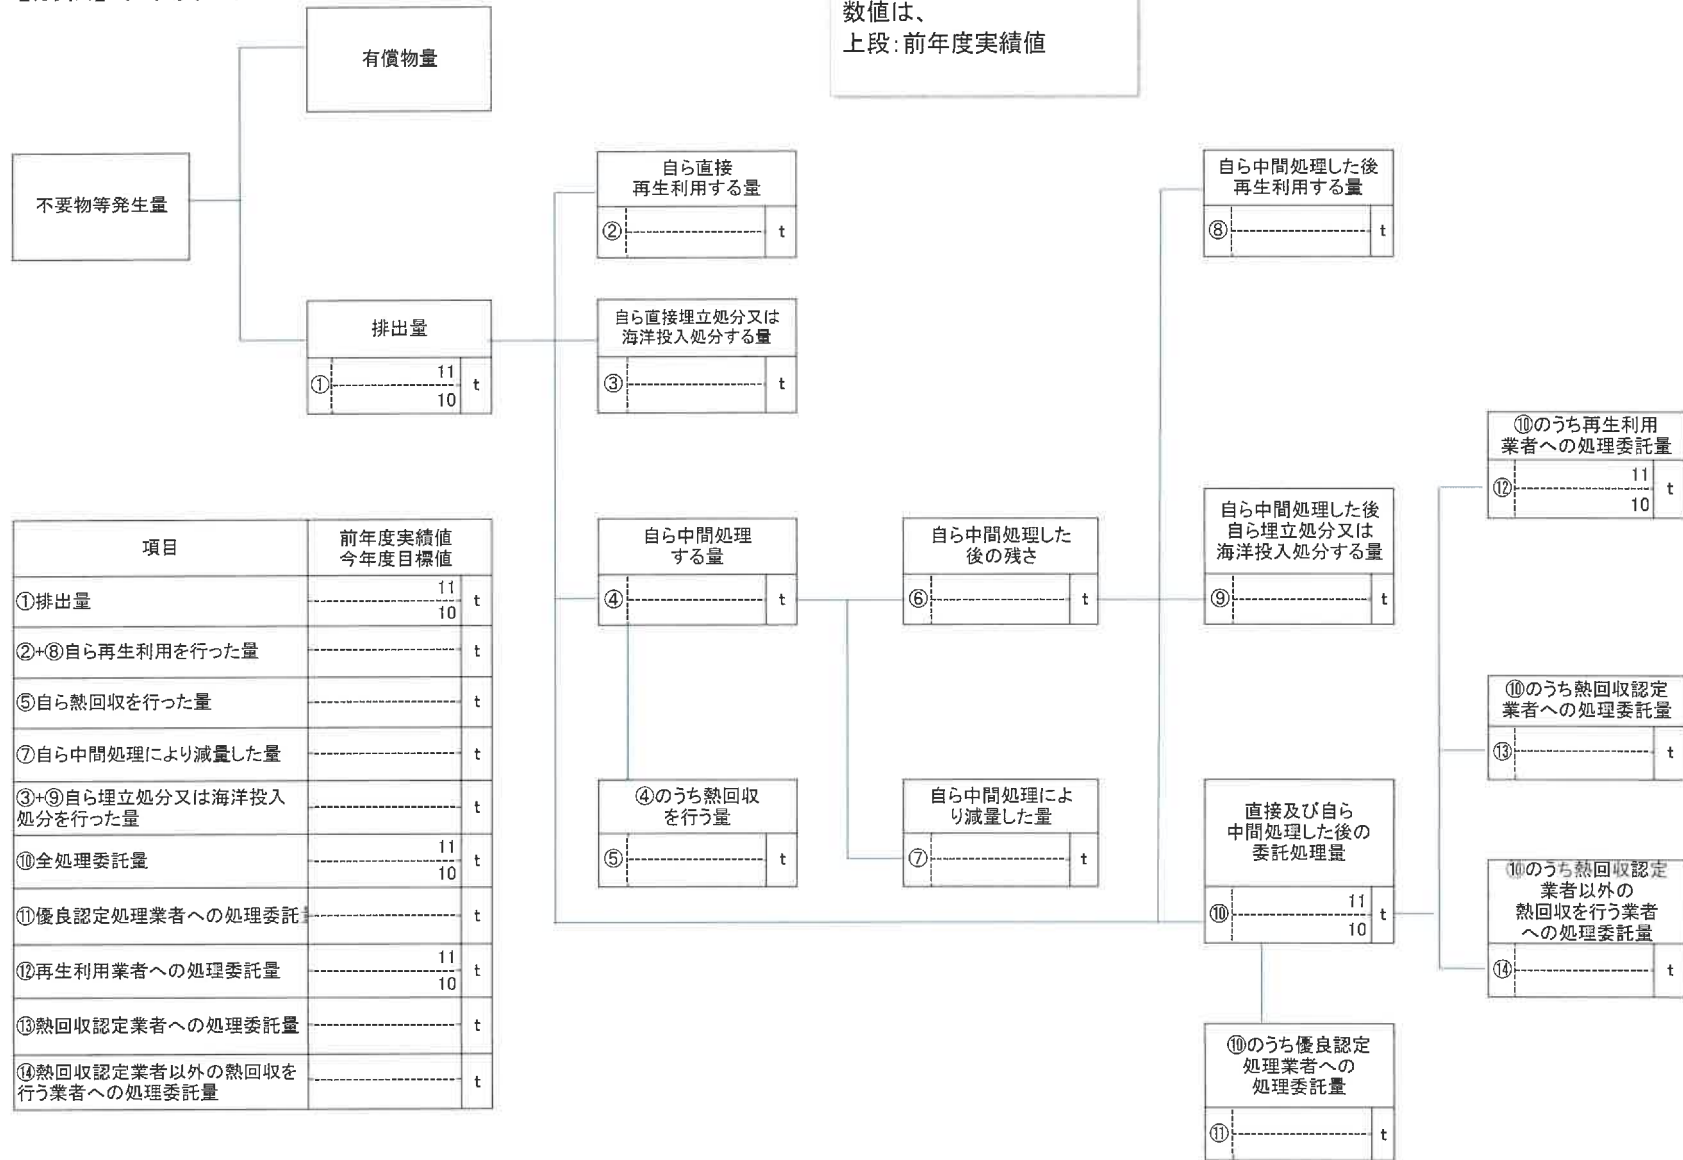 数値は、
上段：前年度実績値
有償物量
不要物等発生量
排出量
① 11 t
10
自ら直接
再生利用する量
② t
自ら直接埋立処分又は
海洋投入処分する量
③ t
自ら中間処理
する量
④ t
④のうち熱回収
を行う量
⑤ t
自ら中間処理した
後の残さ
⑥ t
自ら中間処理によ
り減量した量
⑦ t
自ら中間処理した後
再生利用する量
⑧ t
自ら中間処理した後
自ら埋立処分又は
海洋投入処分する量
⑨ t
直接及び自ら
中間処理した後の
委託処理量
⑩ 11 t
10
⑩のうち優良認定
処理業者への
処理委託量
⑪ t
⑩のうち再生利用
業者への処理委託量
⑫ 11 t
10
⑩のうち熱回収認定
業者への処理委託量
⑬ t
⑩のうち熱回収認定
業者以外の
熱回収を行う業者
への処理委託量
⑭ t
項目 前年度実績値
今年度目標値
①排出量 11 t
10
②+⑧自ら再生利用を行った量 t
⑤自ら熱回収を行った量 t
⑦自ら中間処理により減量した量 t
③+⑨自ら埋立処分又は海洋投入
処分を行った量 t
⑩全処理委託量 11 t
10
⑪優良認定処理業者への処理委託 t
⑫再生利用業者への処理委託量 11 t
10
⑬熱回収認定業者への処理委託量 t
⑭熱回収認定業者以外の熱回収を
行う業者への処理委託量 t